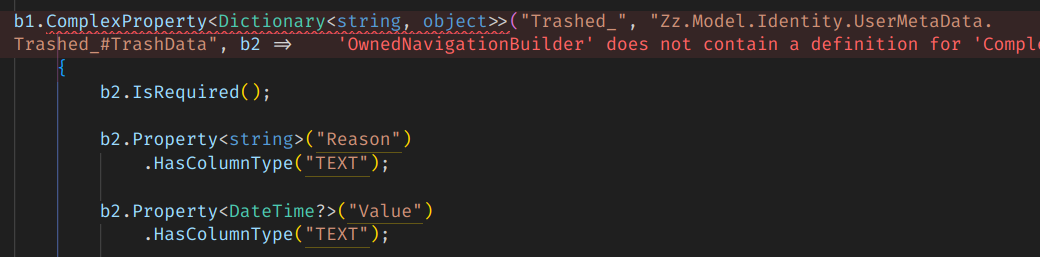 b1.ComplexProperty<Dictionary<string, object>>("Trashed_", "Zz.Model.Identity.UserMetaData.
Trashed_#TrashData", b2 => 'OwnedNavigationBuilder' does not contain a definition for 'Compl
{
b2.IsRequired();
b2.Property<string>("Reason")
.HasColumnType("TEXT");
b2.Property<DateTime?>("Value")
.HasColumnType("TEXT");